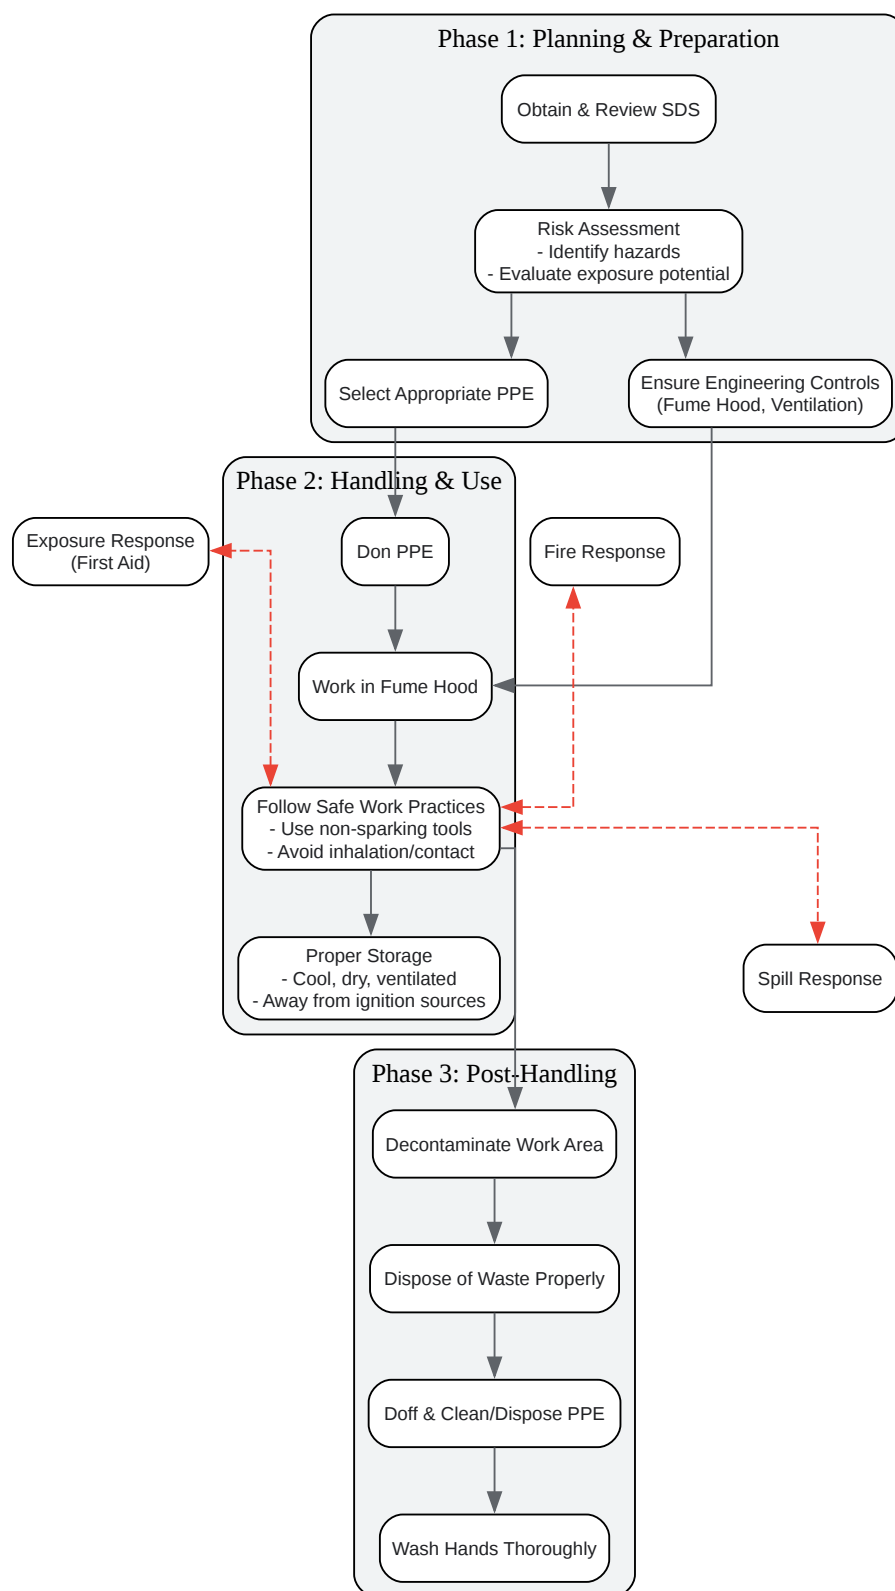 Phase 1: Planning & Preparation
Obtain & Review SDS
Risk Assessment
- Identify hazards
- Evaluate exposure potential
Select Appropriate PPE
Ensure Engineering Controls
(Fume Hood, Ventilation)
Phase 2: Handling & Use
Exposure Response
(First Aid)
Don PPE
Fire Response
Work in Fume Hood
Follow Safe Work Practices
- Use non-sparking tools
- Avoid inhalation/contact
Proper Storage
- Cool, dry, ventilated
- Away from ignition sources
Spill Response
Phase 3: Post-Handling
Decontaminate Work Area
Dispose of Waste Properly
Doff & Clean/Dispose PPE
Wash Hands Thoroughly